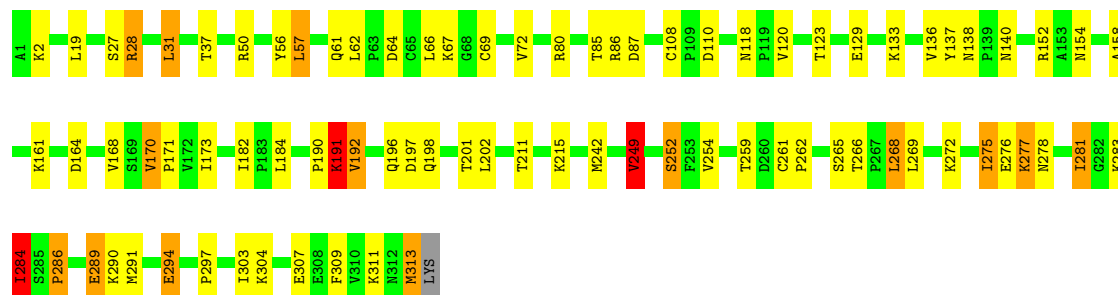 A1 K2 L19 S27 R28 L31 T37 R50 Y56 L57 Q61 L62 P63 D64 C65 L66 K67 G68 C69 V72 R80 T85 R86 D87 C108 P109 D110 N118 P119 V120 T123 E129 K133 V136 Y137 N138 P139 N140 R152 A153 N154 A158
K161 D164 V168 S169 V170 P171 V172 I173 I182 P183 L184 P190 K191 V192 Q196 D197 Q198 T201 L202 T211 K215 M242 V249 S252 F253 V254 T259 D260 C261 P262 S265 T266 P267 L268 L269 K272 I275 E276 K277 N278 I281 G282 K283
I284 S285 P286 E289 K290 M291 E294 P297 I303 K304 E307 E308 F309 V310 K311 N312 M313 LYS